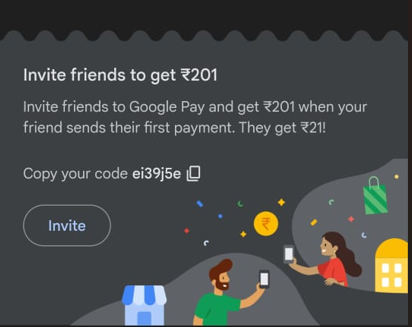 Invite friends to get ₹201
Invite friends to Google Pay and get ₹201 when your
friend sends their first payment. They get ₹21!
Copy your code ei39j5e
Invite
₹